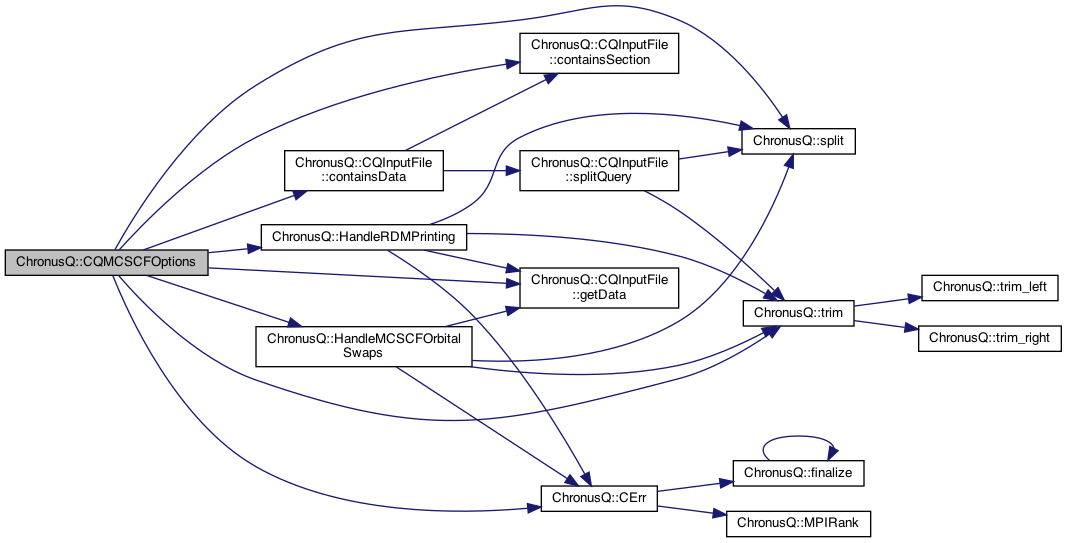 ChronusQ::CQMCSCFOptions
ChronusQ::CQInputFile
::containsSection
ChronusQ::CQInputFile
::containsData
ChronusQ::CQInputFile
::splitQuery
ChronusQ::split
ChronusQ::HandleRDMPrinting
ChronusQ::CQInputFile
::getData
ChronusQ::HandleMCSCFOrbital
Swaps
ChronusQ::trim
ChronusQ::trim_left
ChronusQ::trim_right
ChronusQ::CErr
ChronusQ::finalize
ChronusQ::MPIRank